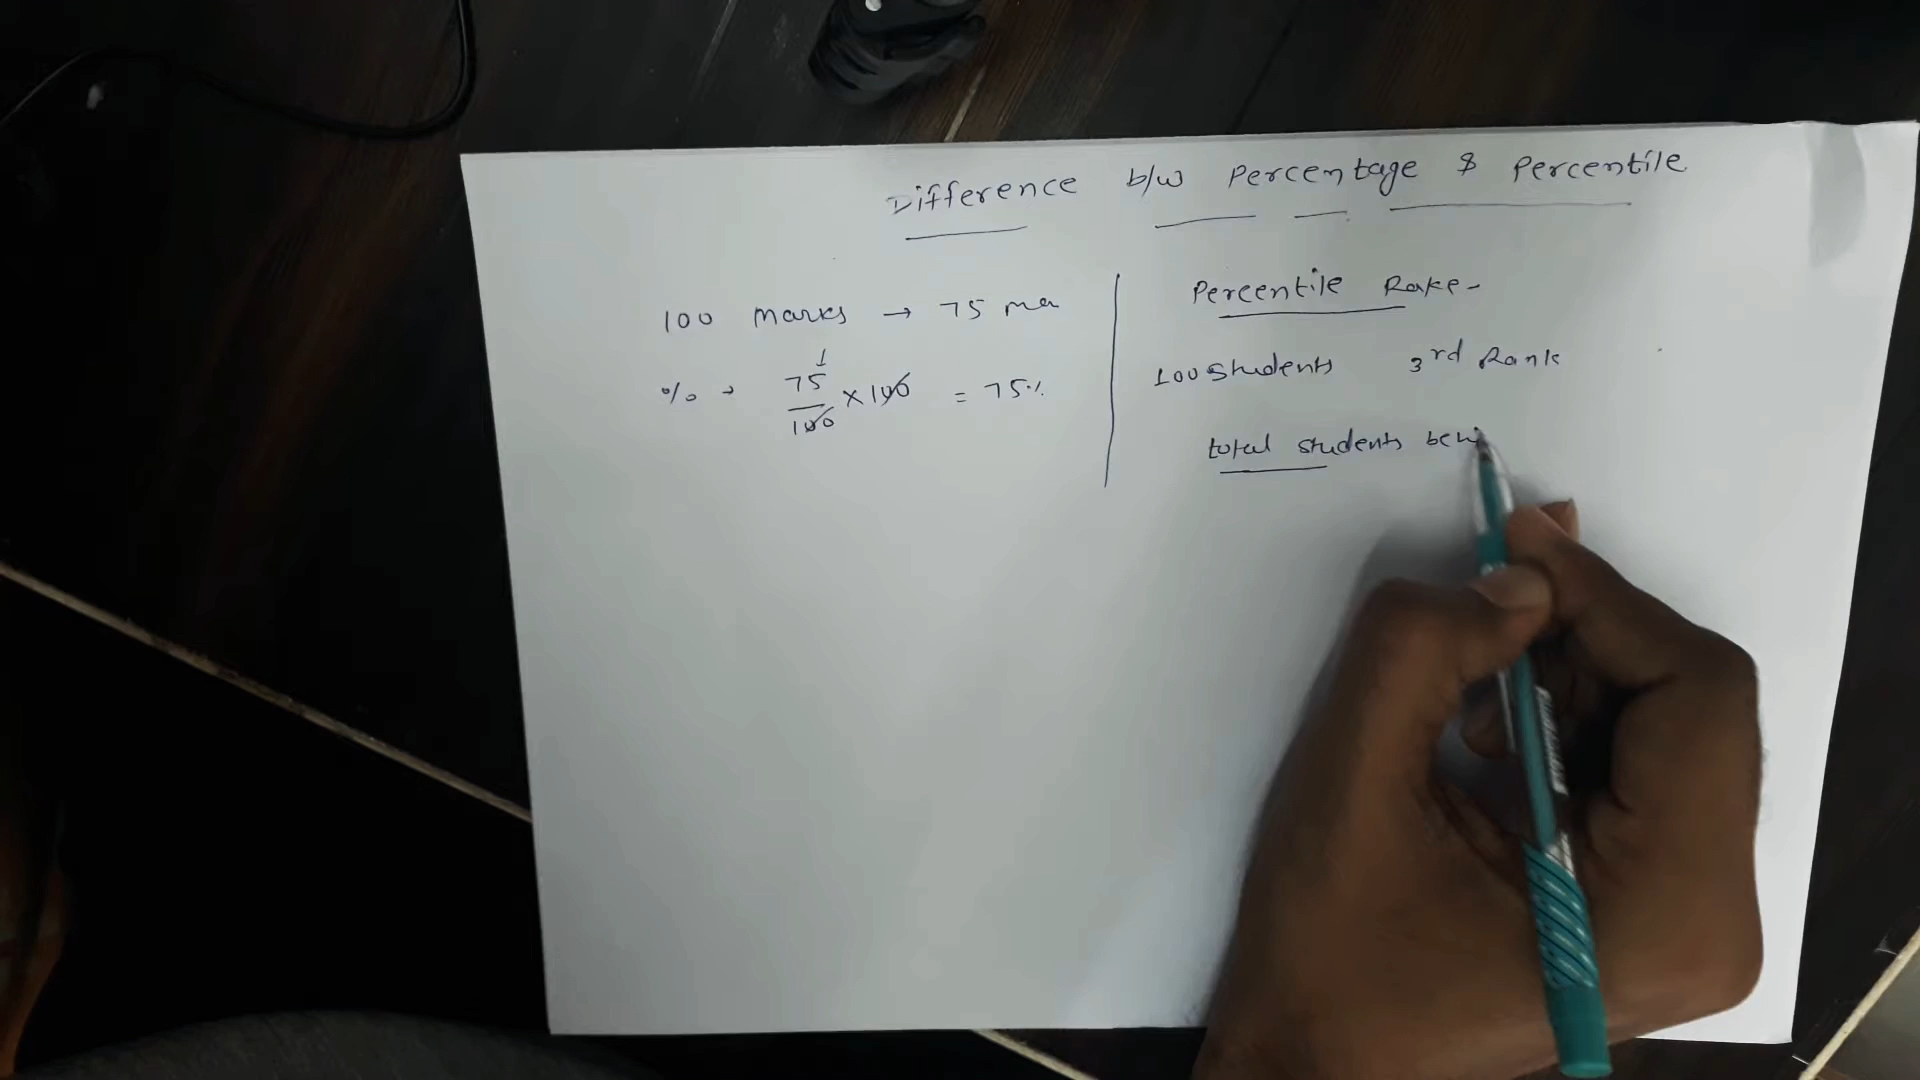 Difference b/w Percentage & Percentile
100 Marks → 75 ma
% → 75/100 × 100 = 75%
1
Percentile Rake-
100 Students 3rd Rank
total students